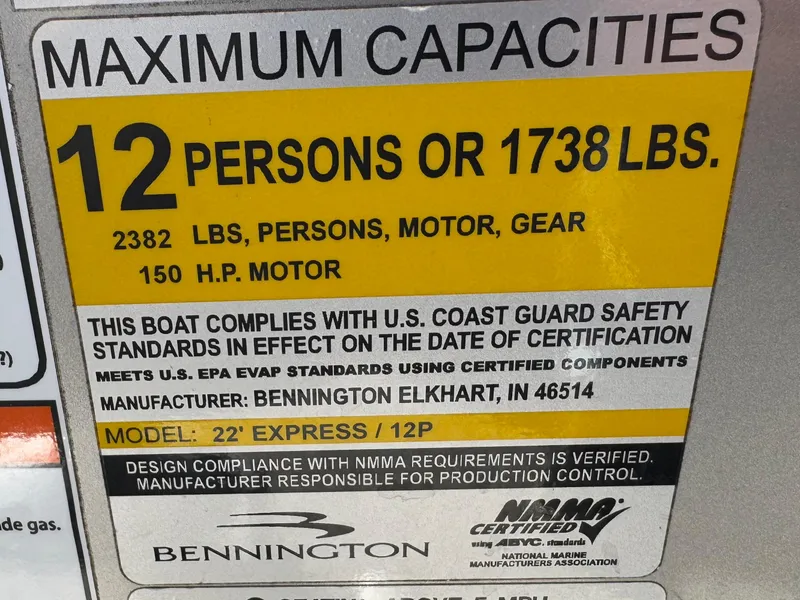 MAXIMUM CAPACITIES
12 PERSONS OR 1738 LBS.
2382 LBS, PERSONS, MOTOR, GEAR
150 H.P. MOTOR
THIS BOAT COMPLIES WITH U.S. COAST GUARD SAFETY
STANDARDS IN EFFECT ON THE DATE OF CERTIFICATION
MEETS U.S. EPA EVAP STANDARDS USING CERTIFIED COMPONENTS
MANUFACTURER: BENNINGTON ELKHART, IN 46514
MODEL: 22' EXPRESS / 12P
DESIGN COMPLIANCE WITH NMMA REQUIREMENTS IS VERIFIED.
MANUFACTURER RESPONSIBLE FOR PRODUCTION CONTROL.
BENNINGTON
NMMA®
CERTIFIED
using ABYC. standards
NATIONAL MARINE
MANUFACTURERS ASSOCIATION
?)
de gas.